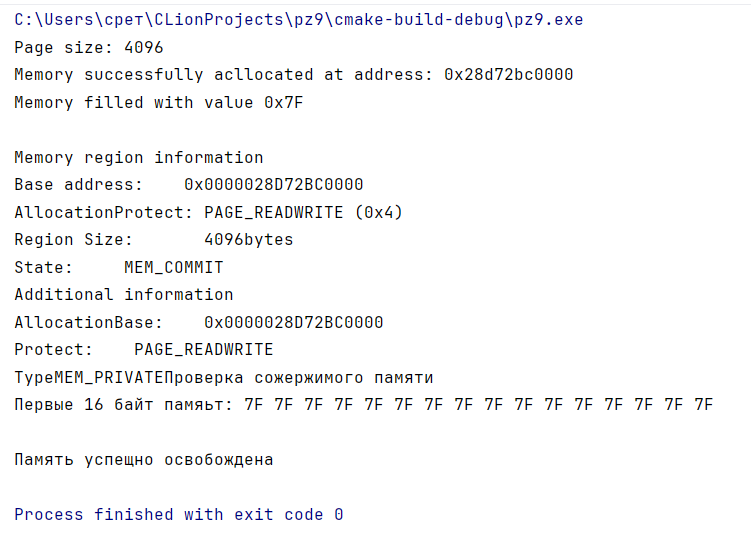 C:\Users\срет\CLionProjects\pz9\cmake-build-debug\pz9.exe
Page size: 4096
Memory successfully acllocated at address: 0x28d72bc0000
Memory filled with value 0x7F
Memory region information
Base address:    0x0000028D72BC0000
AllocationProtect: PAGE_READWRITE (0x4)
Region Size:       4096bytes
State:     MEM_COMMIT
Additional information
AllocationBase:    0x0000028D72BC0000
Protect:    PAGE_READWRITE
TypeMEM_PRIVATEПроверка сожержимого памяти
Первые 16 байт памяьт: 7F 7F 7F 7F 7F 7F 7F 7F 7F 7F 7F 7F 7F 7F 7F 7F
Память успещно освобождена
Process finished with exit code 0